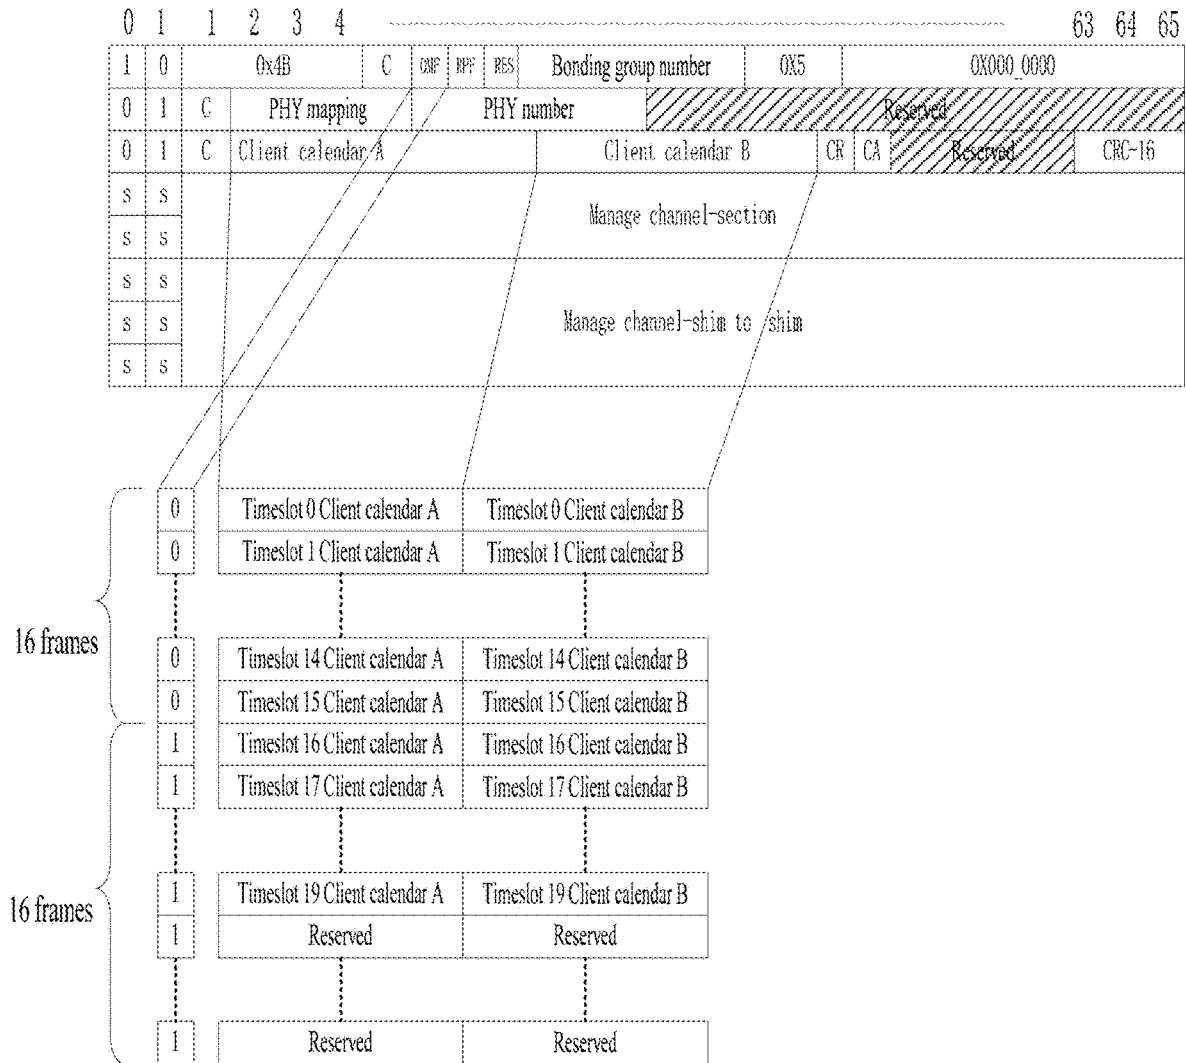 0 1 1 2 3 4 63 64 65
1 0 0x4B C OMF RPF RES Bonding group number 0X5 0X000_0000
0 1 C PHY mapping PHY number Reserved
0 1 C Client calendar A Client calendar B CR CA Reserved CRC-16
s s
Manage channel-section
s s
s s
s s Manage channel-shim to shim
s s
0 Timeslot 0 Client calendar A Timeslot 0 Client calendar B
0 Timeslot 1 Client calendar A Timeslot 1 Client calendar B
16 frames
0 Timeslot 14 Client calendar A Timeslot 14 Client calendar B
0 Timeslot 15 Client calendar A Timeslot 15 Client calendar B
1 Timeslot 16 Client calendar A Timeslot 16 Client calendar B
1 Timeslot 17 Client calendar A Timeslot 17 Client calendar B
16 frames
1 Timeslot 19 Client calendar A Timeslot 19 Client calendar B
1 Reserved Reserved
1 Reserved Reserved